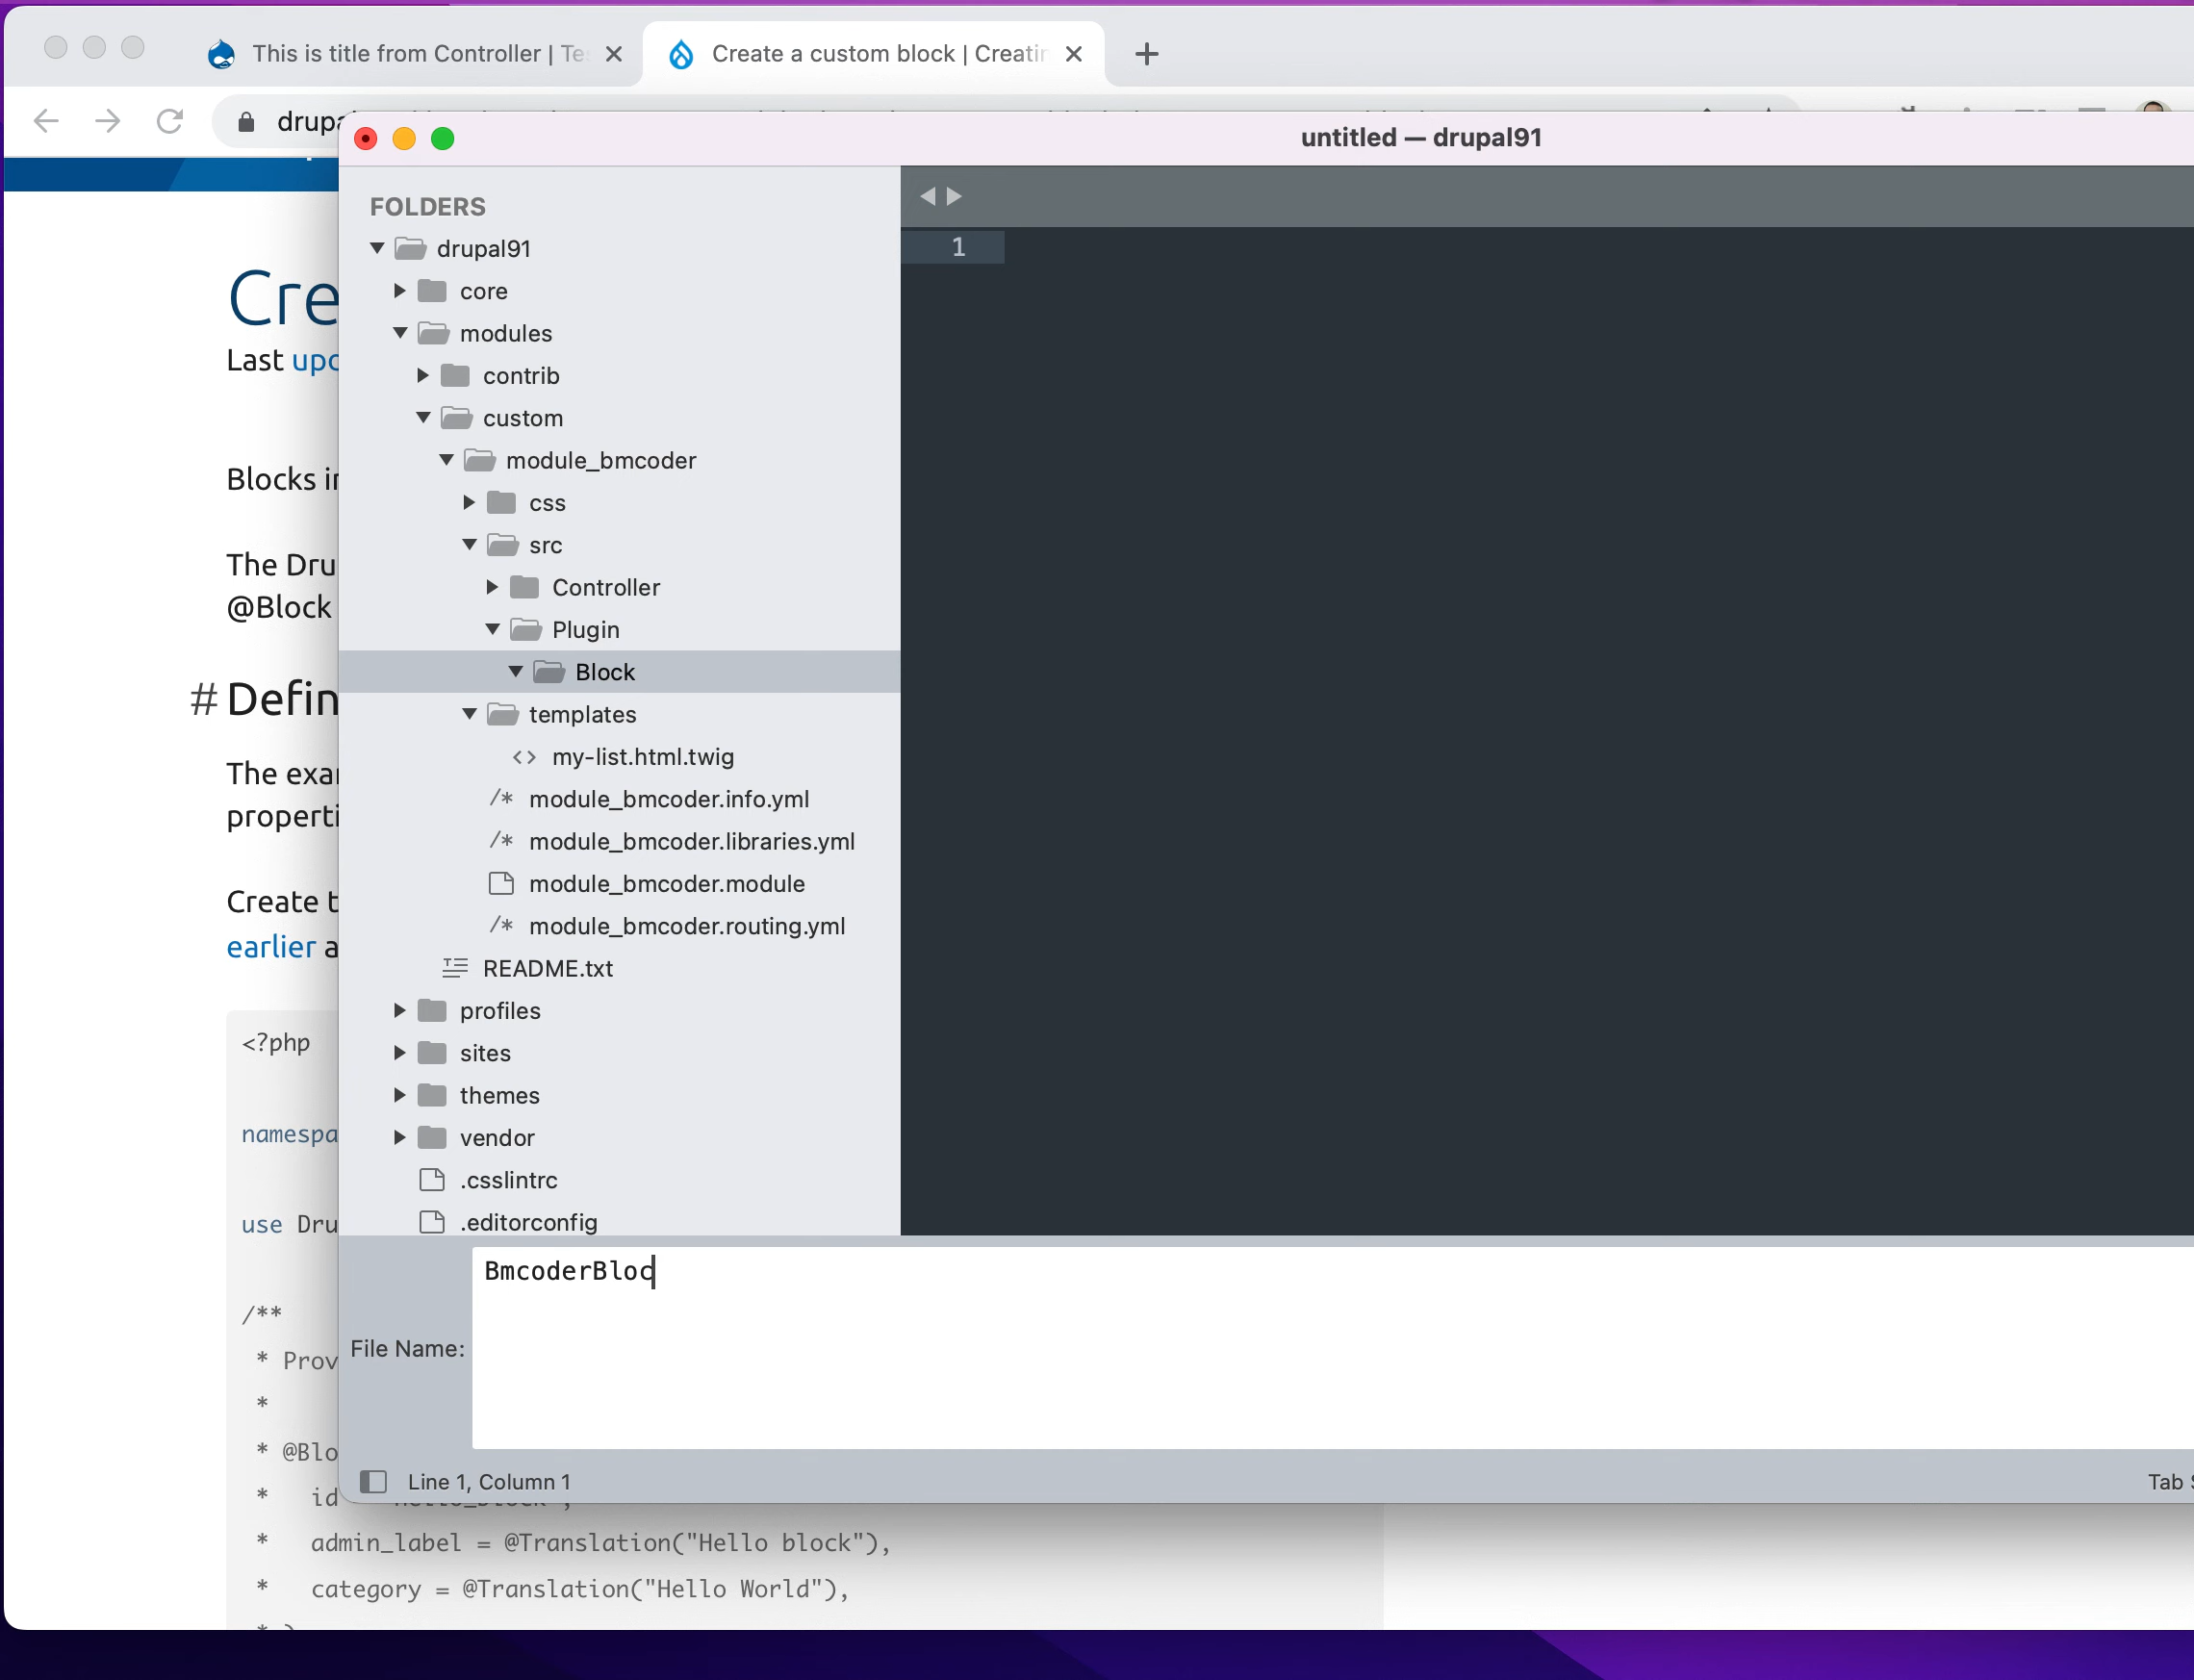 This is title from Controller | Te
Create a custom block | Creatin
drupa
untitled — drupal91
Cre
Last upd
Blocks in
The Dru
@Block
# Defin
The exa
properti
Create t
earlier a
<?php
namespa
use Dru
/**
* Prov
*
* @Blo
* id
* admin_label = @Translation("Hello block"),
* category = @Translation("Hello World"),
FOLDERS
drupal91
core
modules
contrib
custom
module_bmcoder
css
src
Controller
Plugin
Block
templates
<> my-list.html.twig
/* module_bmcoder.info.yml
/* module_bmcoder.libraries.yml
module_bmcoder.module
/* module_bmcoder.routing.yml
README.txt
profiles
sites
themes
vendor
.csslintrc
.editorconfig
1
File Name: BmcoderBloc
Line 1, Column 1
Tab S